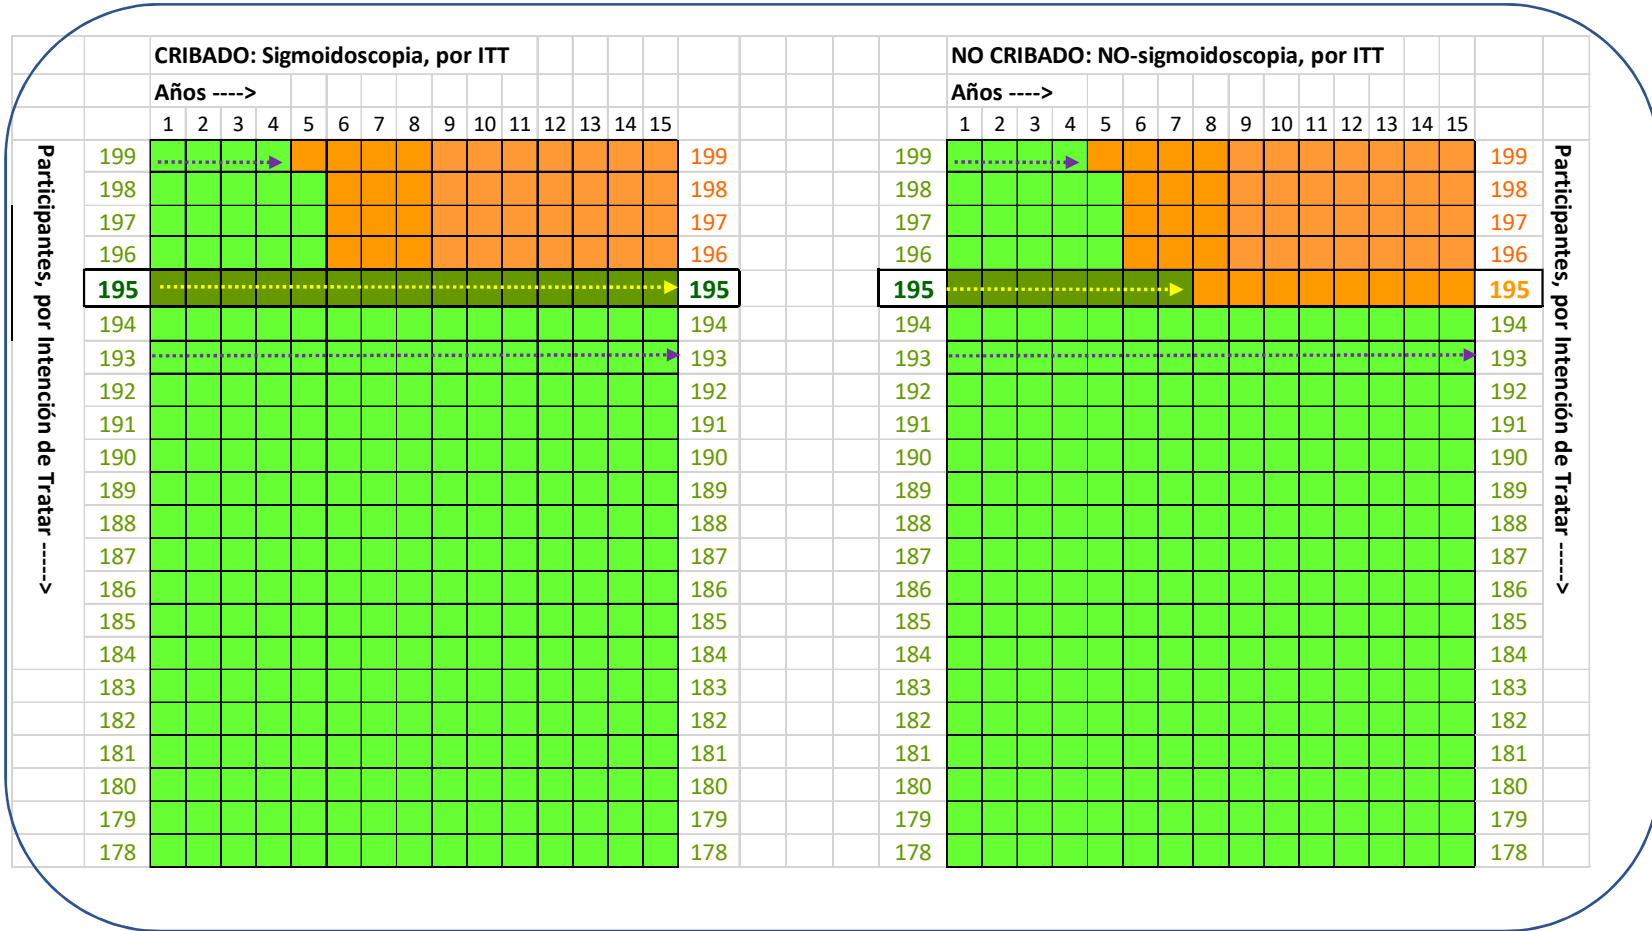 CRIBADO: Sigmoidoscopia, por ITT NO CRIBADO: NO-sigmoidoscopia, por ITT
Años ----> Años ---->
1 2 3 4 5 6 7 8 9 10 11 12 13 14 15 1 2 3 4 5 6 7 8 9 10 11 12 13 14 15
Participantes, por Intención de Tratar ----->
199 199 199 199
198 198 198 198
197 197 197 197
196 196 196 196
195 195 195 195
194 194 194 194
193 193 193 193
192 192 192 192
191 191 191 191
190 190 190 190
189 189 189 189
188 188 188 188
187 187 187 187
186 186 186 186
185 185 185 185
184 184 184 184
183 183 183 183
182 182 182 182
181 181 181 181
180 180 180 180
179 179 179 179
178 178 178 178
Participantes, por Intención de Tratar ----->